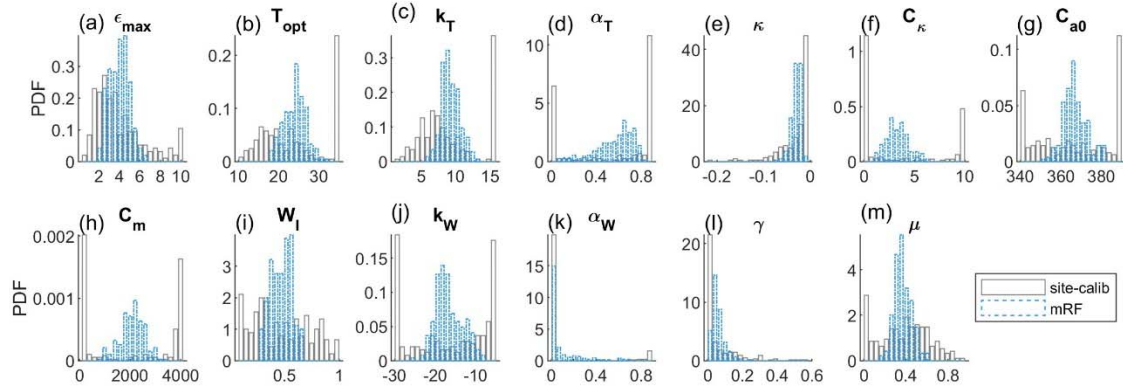 (a) ϵmax
(b) Topt
(c) kT
(d) αT
(e) κ
(f) Cκ
(g) Ca0
PDF
0.3
0.2
0.1
0
2 4 6 8 10
0.2
0.1
0
10 20 30
0.3
0.2
0.1
0
5 10 15
10
5
0
0 0.4 0.8
40
20
0
-0.2 -0.1 0
1
0.5
0
0 5 10
0.1
0.05
0
340 360 380
(h) Cm
(i) WI
(j) kW
(k) αW
(l) γ
(m) μ
PDF
0.002
0.001
0
0 2000 4000
3
2
1
0
0.5 1
0.15
0.1
0.05
0
-30 -20 -10
15
10
5
0
0 0.4 0.8
20
10
0
0 0.2 0.4 0.6
4
2
0
0 0.4 0.8
site-calib
mRF